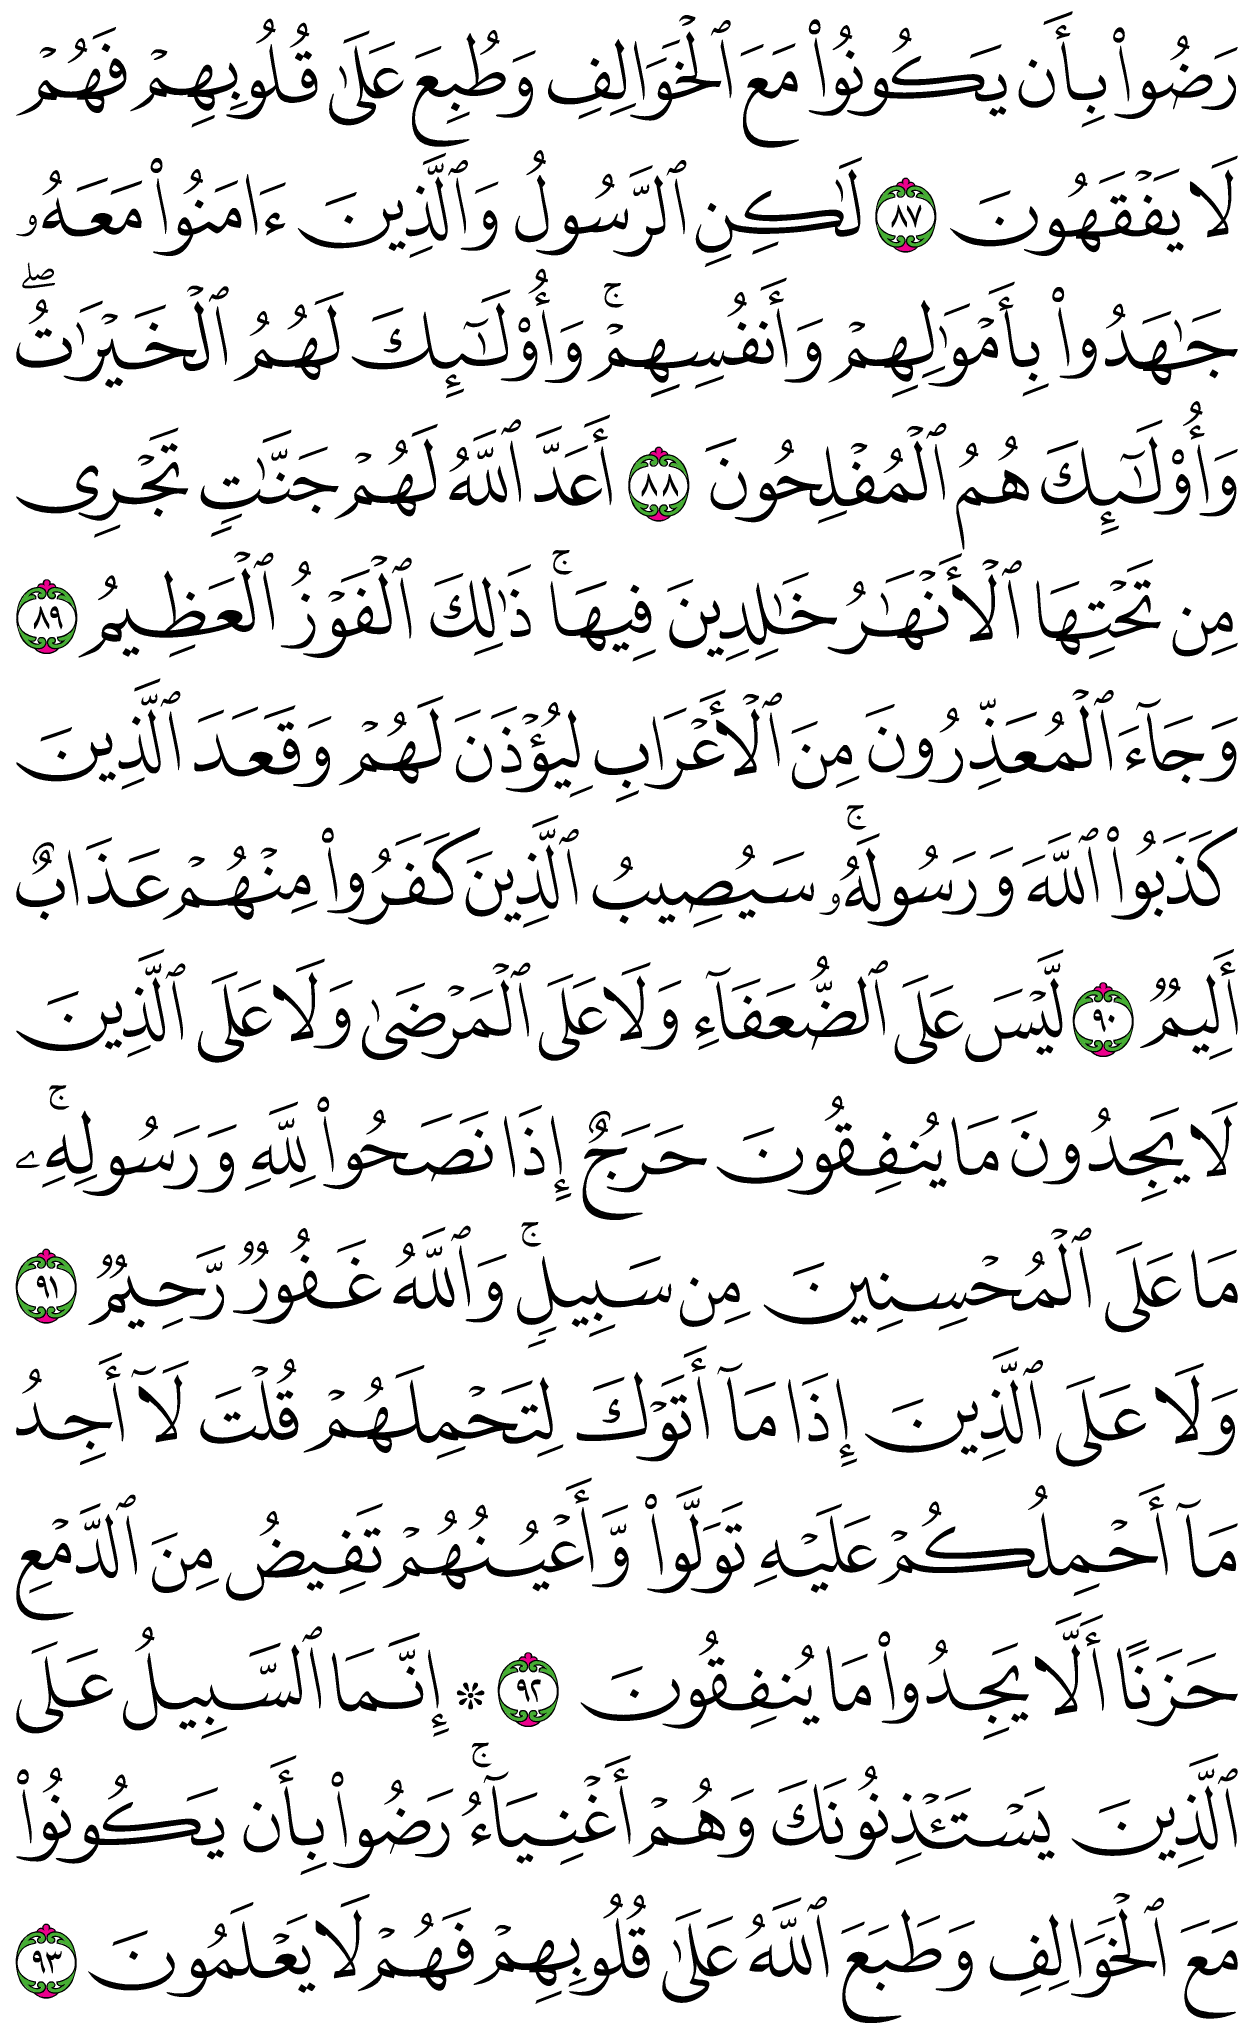 رَضُوا۟ بِأَن يَكُونُوا۟ مَعَ ٱلْخَوَالِفِ وَطُبِعَ عَلَىٰ قُلُوبِهِمْ فَهُمْ
لَا يَفْقَهُونَ ٨٧ لَٰكِنِ ٱلرَّسُولُ وَٱلَّذِينَ ءَامَنُوا۟ مَعَهُۥ
جَٰهَدُوا۟ بِأَمْوَٰلِهِمْ وَأَنفُسِهِمْ ۚ وَأُو۟لَٰٓئِكَ لَهُمُ ٱلْخَيْرَٰتُ ۖ
وَأُو۟لَٰٓئِكَ هُمُ ٱلْمُفْلِحُونَ ٨٨ أَعَدَّ ٱللَّهُ لَهُمْ جَنَّٰتٍ تَجْرِى
مِن تَحْتِهَا ٱلْأَنْهَٰرُ خَٰلِدِينَ فِيهَا ۚ ذَٰلِكَ ٱلْفَوْزُ ٱلْعَظِيمُ ٨٩
وَجَآءَ ٱلْمُعَذِّرُونَ مِنَ ٱلْأَعْرَابِ لِيُؤْذَنَ لَهُمْ وَقَعَدَ ٱلَّذِينَ
كَذَبُوا۟ ٱللَّهَ وَرَسُولَهُۥ ۚ سَيُصِيبُ ٱلَّذِينَ كَفَرُوا۟ مِنْهُمْ عَذَابٌ
أَلِيمٌ ٩٠ لَّيْسَ عَلَى ٱلضُّعَفَآءِ وَلَا عَلَى ٱلْمَرْضَىٰ وَلَا عَلَى ٱلَّذِينَ
لَا يَجِدُونَ مَا يُنفِقُونَ حَرَجٌ إِذَا نَصَحُوا۟ لِلَّهِ وَرَسُولِهِۦ ۚ
مَا عَلَى ٱلْمُحْسِنِينَ مِن سَبِيلٍ ۚ وَٱللَّهُ غَفُورٌ رَّحِيمٌ ٩١
وَلَا عَلَى ٱلَّذِينَ إِذَا مَآ أَتَوْكَ لِتَحْمِلَهُمْ قُلْتَ لَآ أَجِدُ
مَآ أَحْمِلُكُمْ عَلَيْهِ تَوَلَّوا۟ وَّأَعْيُنُهُمْ تَفِيضُ مِنَ ٱلدَّمْعِ
حَزَنًا أَلَّا يَجِدُوا۟ مَا يُنفِقُونَ ٩٢ ۞ إِنَّمَا ٱلسَّبِيلُ عَلَى
ٱلَّذِينَ يَسْتَـْٔذِنُونَكَ وَهُمْ أَغْنِيَآءُ ۚ رَضُوا۟ بِأَن يَكُونُوا۟
مَعَ ٱلْخَوَالِفِ وَطَبَعَ ٱللَّهُ عَلَىٰ قُلُوبِهِمْ فَهُمْ لَا يَعْلَمُونَ ٩٣